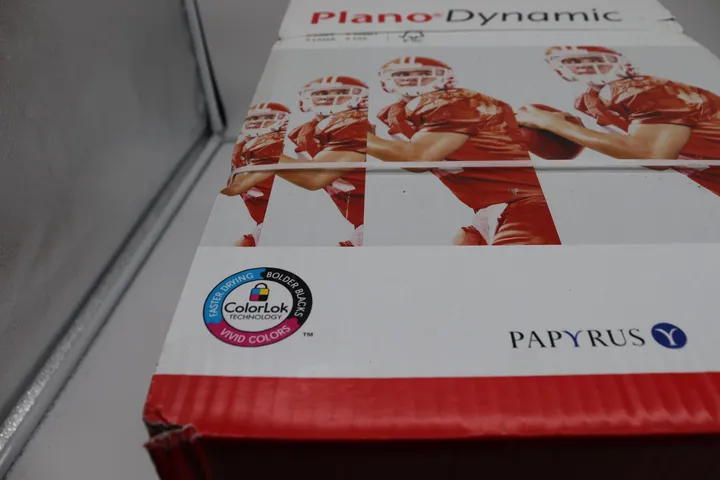 Plano® Dynamic
FASTER DRYING
BOLDER BLACKS
ColorLok
TECHNOLOGY
VIVID COLORS
™
PAPYRUS